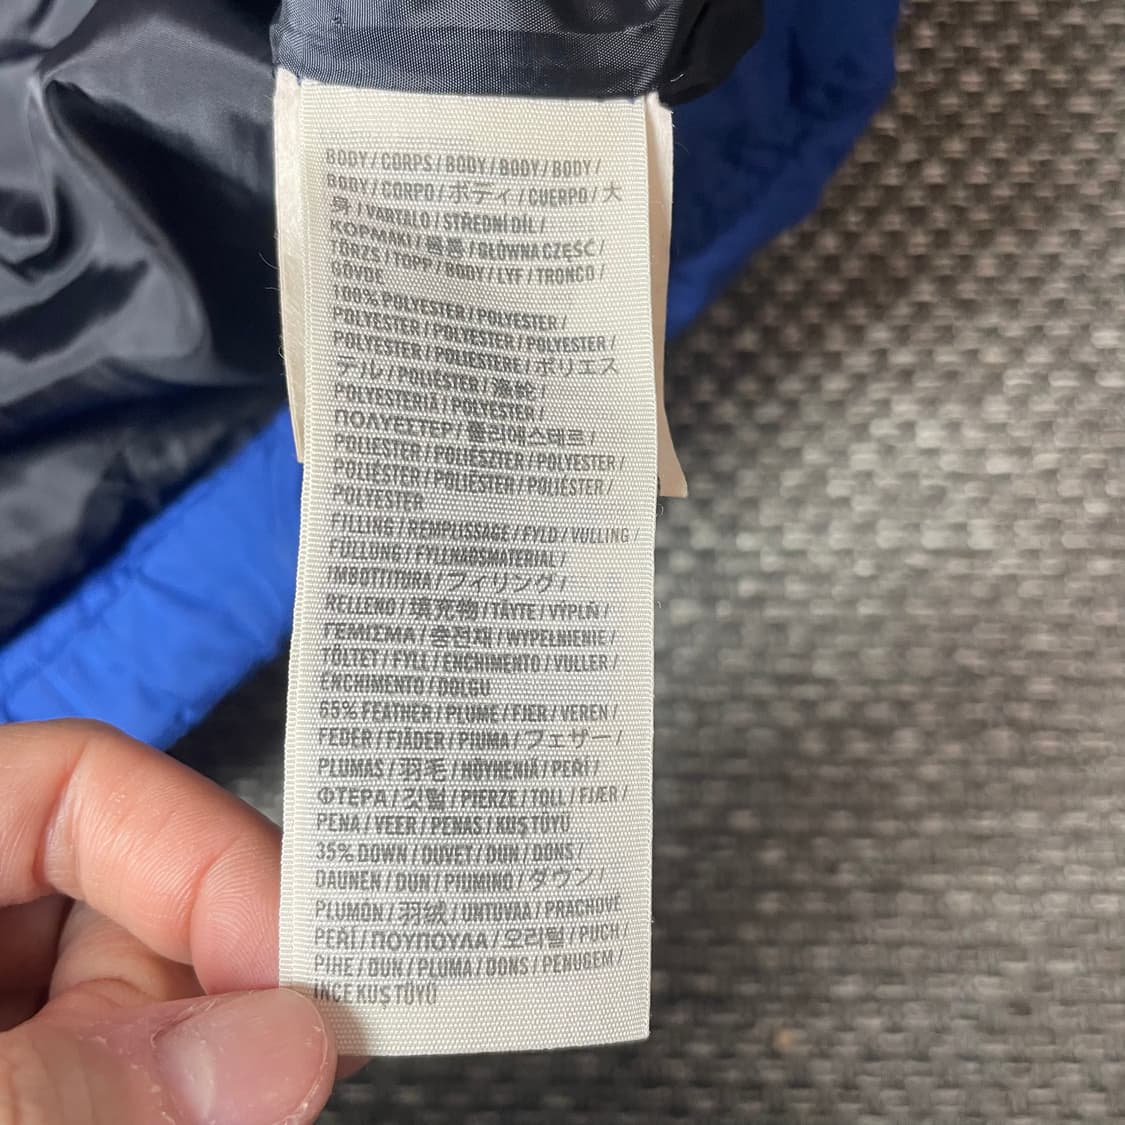 BODY / CORPS / BODY / BODY / BODY /
BODY / CORPO / ボディ / CUERPO / 大
身 / VARTALO / STŘEDNÍ DÍL /
ΚΟΡΜΑΚΙ / 몸통 / GŁÓWNA CZĘŚĆ /
TÖRZS / TOPP / BODY / LYF / TRONCO /
GÖVDE
100% POLYESTER / POLYESTER /
POLYESTER / POLYESTER / POLYESTER /
POLYESTER / POLIESTERE / ポリエス
テル / POLIÉSTER / 涤纶 /
POLYESTERIÄ / POLYESTER /
ΠΟΛΥΕΣΤΕΡ / 폴리에스테르 /
POLIESTER / POLIÉSZTER / POLYESTER /
POLIÉSTER / POLIËSTER / POLIÉSTER /
POLYESTER
FILLING / REMPLISSAGE / FYLD / VULLING /
FÜLLUNG / FYLLNADSMATERIAL /
IMBOTTITURA / フィリング /
RELLENO / 填充物 / TÄYTE / VÝPLŇ /
ΓΕΜΙΣΜΑ / 충전재 / WYPEŁNIENIE /
TÖLTET / FYLL / ENCHIMENTO / VULLER /
ENCHIMENTO / DOLGU
65% FEATHER / PLUME / FJER / VEREN /
FEDER / FJÄDER / PIUMA / フェザー /
PLUMAS / 羽毛 / HÖYHENIÄ / PEŘÍ /
ΦΤΕΡΑ / 깃털 / PIERZE / TOLL / FJÆR /
PENA / VEER / PENAS / KUŞ TÜYÜ
35% DOWN / DUVET / DUN / DONS /
DAUNEN / DUN / PIUMINO / ダウン /
PLUMÓN / 羽绒 / UNTUVAA / PRACHOVÉ
PEŘÍ / ΠΟΥΠΟΥΛΑ / 오리털 / PUCH /
PIHE / DUN / PLUMA / DONS / PENUGEM /
İNCE KUŞ TÜYÜ